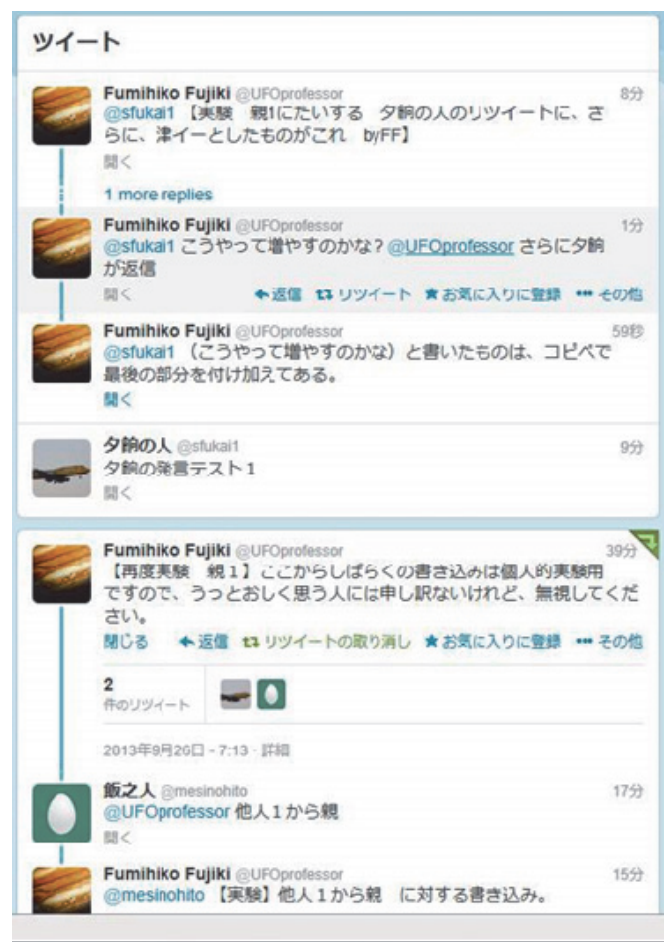 ツイート
Fumihiko Fujiki @UFOprofessor 8分
@sfukai1 【実験 親1にたいする 夕餉の人のリツイートに、さ
らに、津イーとしたものがこれ byFF】
開く
1 more replies
Fumihiko Fujiki @UFOprofessor 1分
@sfukai1 こうやって増やすのかな?@UFOprofessor さらに夕餉
が返信
開く 返信 リツイート お気に入りに登録 ••• その他
Fumihiko Fujiki @UFOprofessor 59秒
@sfukai1 (こうやって増やすのかな)と書いたものは、コピペで
最後の部分を付け加えてある。
開く
夕餉の人 @sfukai1 9分
夕餉の発言テスト1
開く
Fumihiko Fujiki @UFOprofessor 39分
【再度実験 親1】ここからしばらくの書き込みは個人的実験用
ですので、うっとおしく思う人には申し訳ないけれど、無視してくだ
さい。
閉じる 返信 リツイートの取り消し お気に入りに登録 ••• その他
2
件のリツイート
2013年9月26日 - 7:13 · 詳細
飯之人 @mesinohito 17分
@UFOprofessor 他人1から親
開く
Fumihiko Fujiki @UFOprofessor 15分
@mesinohito 【実験】他人1から親 に対する書き込み。